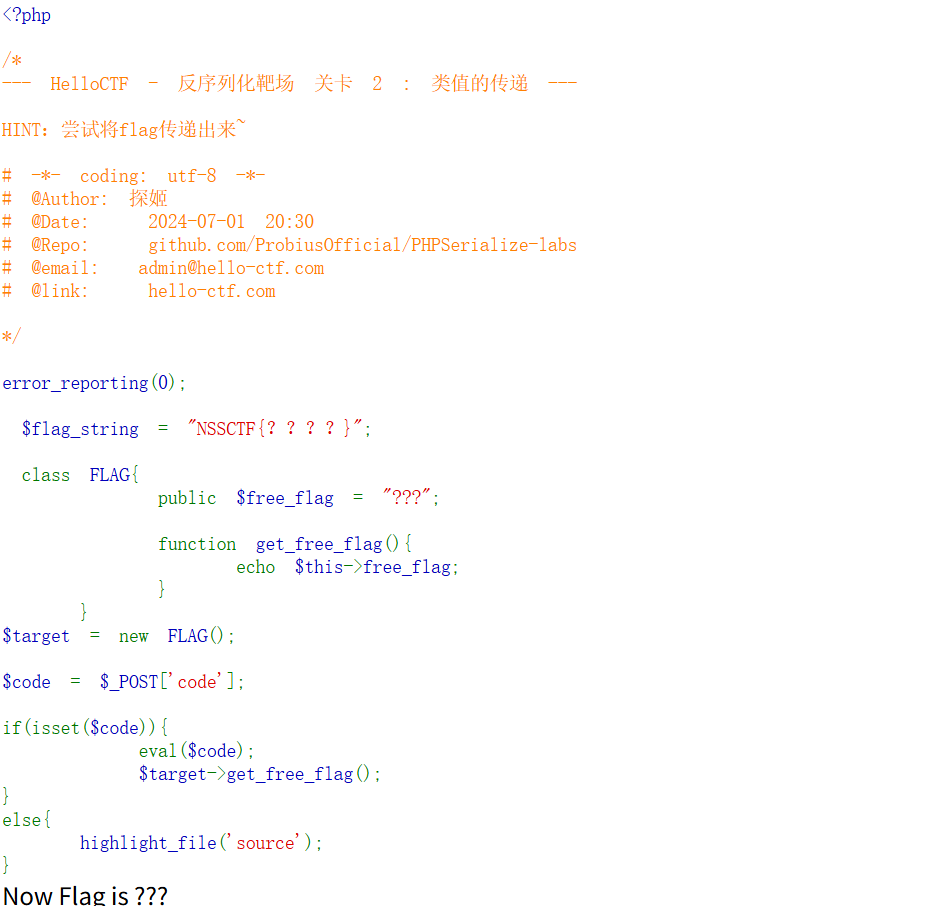 <?php
/*
--- HelloCTF - 反序列化靶场 关卡 2 : 类值的传递 ---
HINT：尝试将flag传递出来~
# -*- coding: utf-8 -*-
# @Author: 探姬
# @Date: 2024-07-01 20:30
# @Repo: github.com/ProbiusOfficial/PHPSerialize-labs
# @email: admin@hello-ctf.com
# @link: hello-ctf.com
*/
error_reporting(0);
$flag_string = "NSSCTF{？？？？}";
class FLAG{
public $free_flag = "???";
function get_free_flag(){
echo $this->free_flag;
}
}
$target = new FLAG();
$code = $_POST['code'];
if(isset($code)){
eval($code);
$target->get_free_flag();
}
else{
highlight_file('source');
}
Now Flag is ???